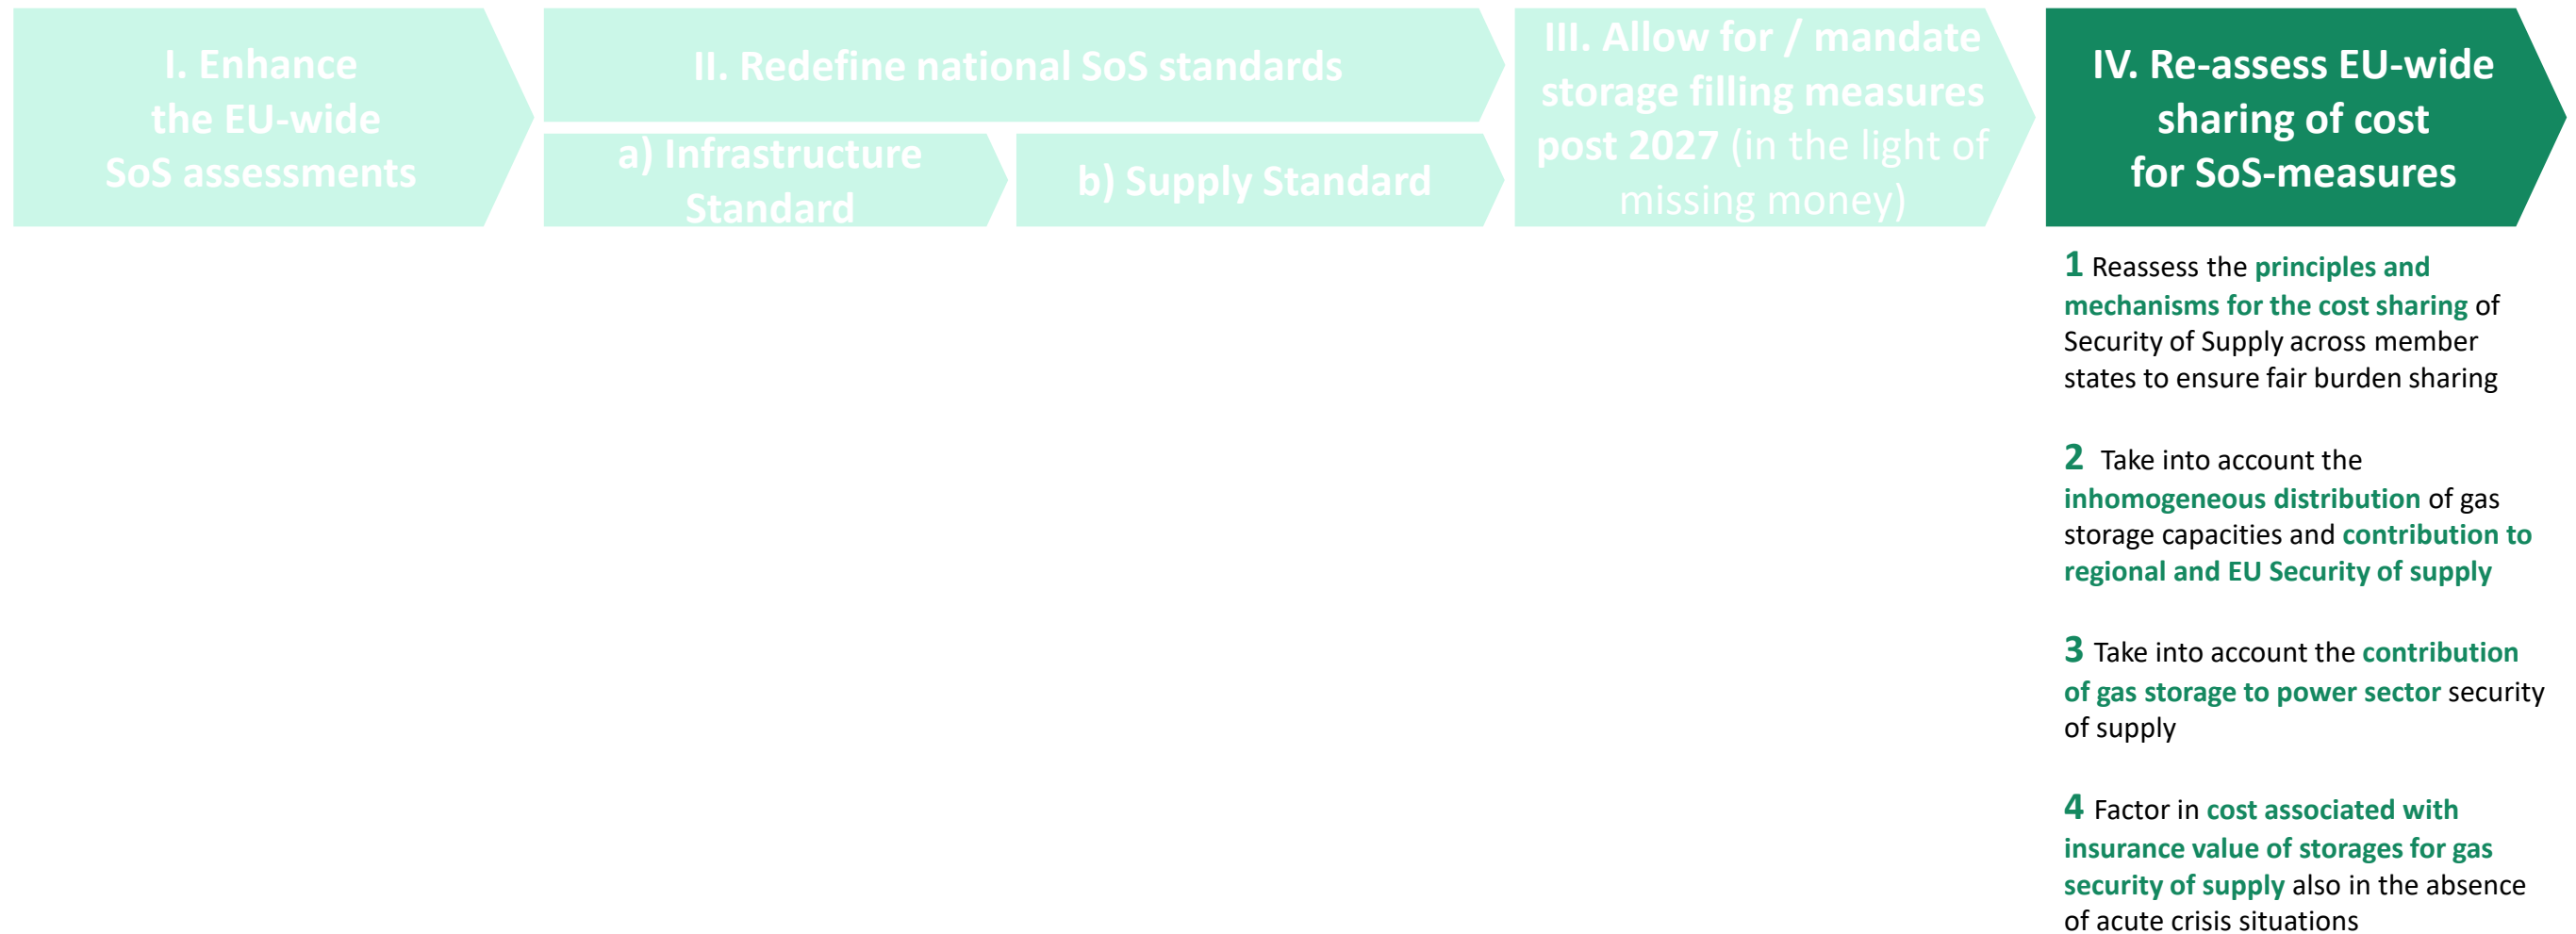 I. Enhance
the EU-wide
SoS assessments
II. Redefine national SoS standards
a) Infrastructure
Standard
b) Supply Standard
III. Allow for / mandate
storage filling measures
post 2027 (in the light of
missing money)
IV. Re-assess EU-wide
sharing of cost
for SoS-measures
1 Reassess the principles and
mechanisms for the cost sharing of
Security of Supply across member
states to ensure fair burden sharing
2 Take into account the
inhomogeneous distribution of gas
storage capacities and contribution to
regional and EU Security of supply
3 Take into account the contribution
of gas storage to power sector security
of supply
4 Factor in cost associated with
insurance value of storages for gas
security of supply also in the absence
of acute crisis situations